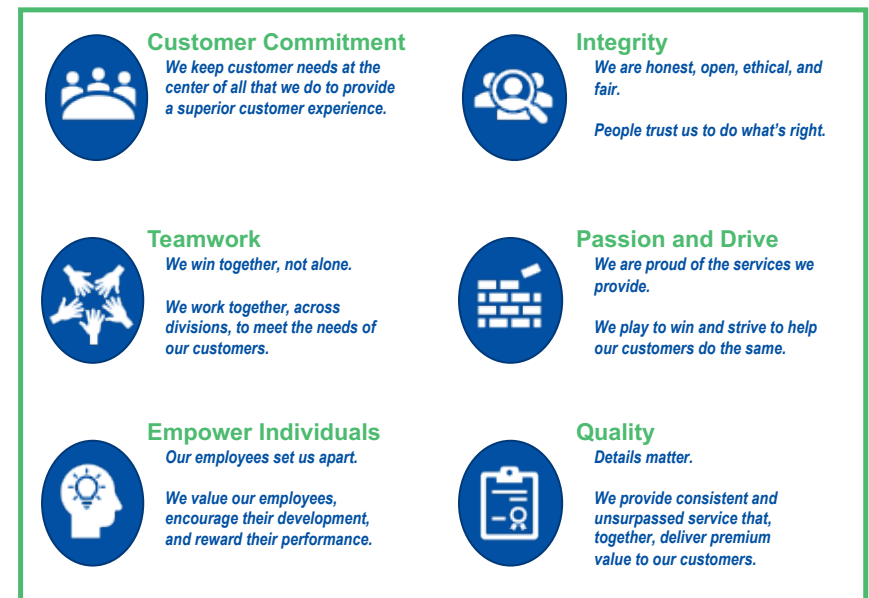 Customer Commitment
We keep customer needs at the
center of all that we do to provide
a superior customer experience.
Integrity
We are honest, open, ethical, and
fair.
People trust us to do what’s right.
Teamwork
We win together, not alone.
We work together, across
divisions, to meet the needs of
our customers.
Passion and Drive
We are proud of the services we
provide.
We play to win and strive to help
our customers do the same.
Empower Individuals
Our employees set us apart.
We value our employees,
encourage their development,
and reward their performance.
Quality
Details matter.
We provide consistent and
unsurpassed service that,
together, deliver premium
value to our customers.